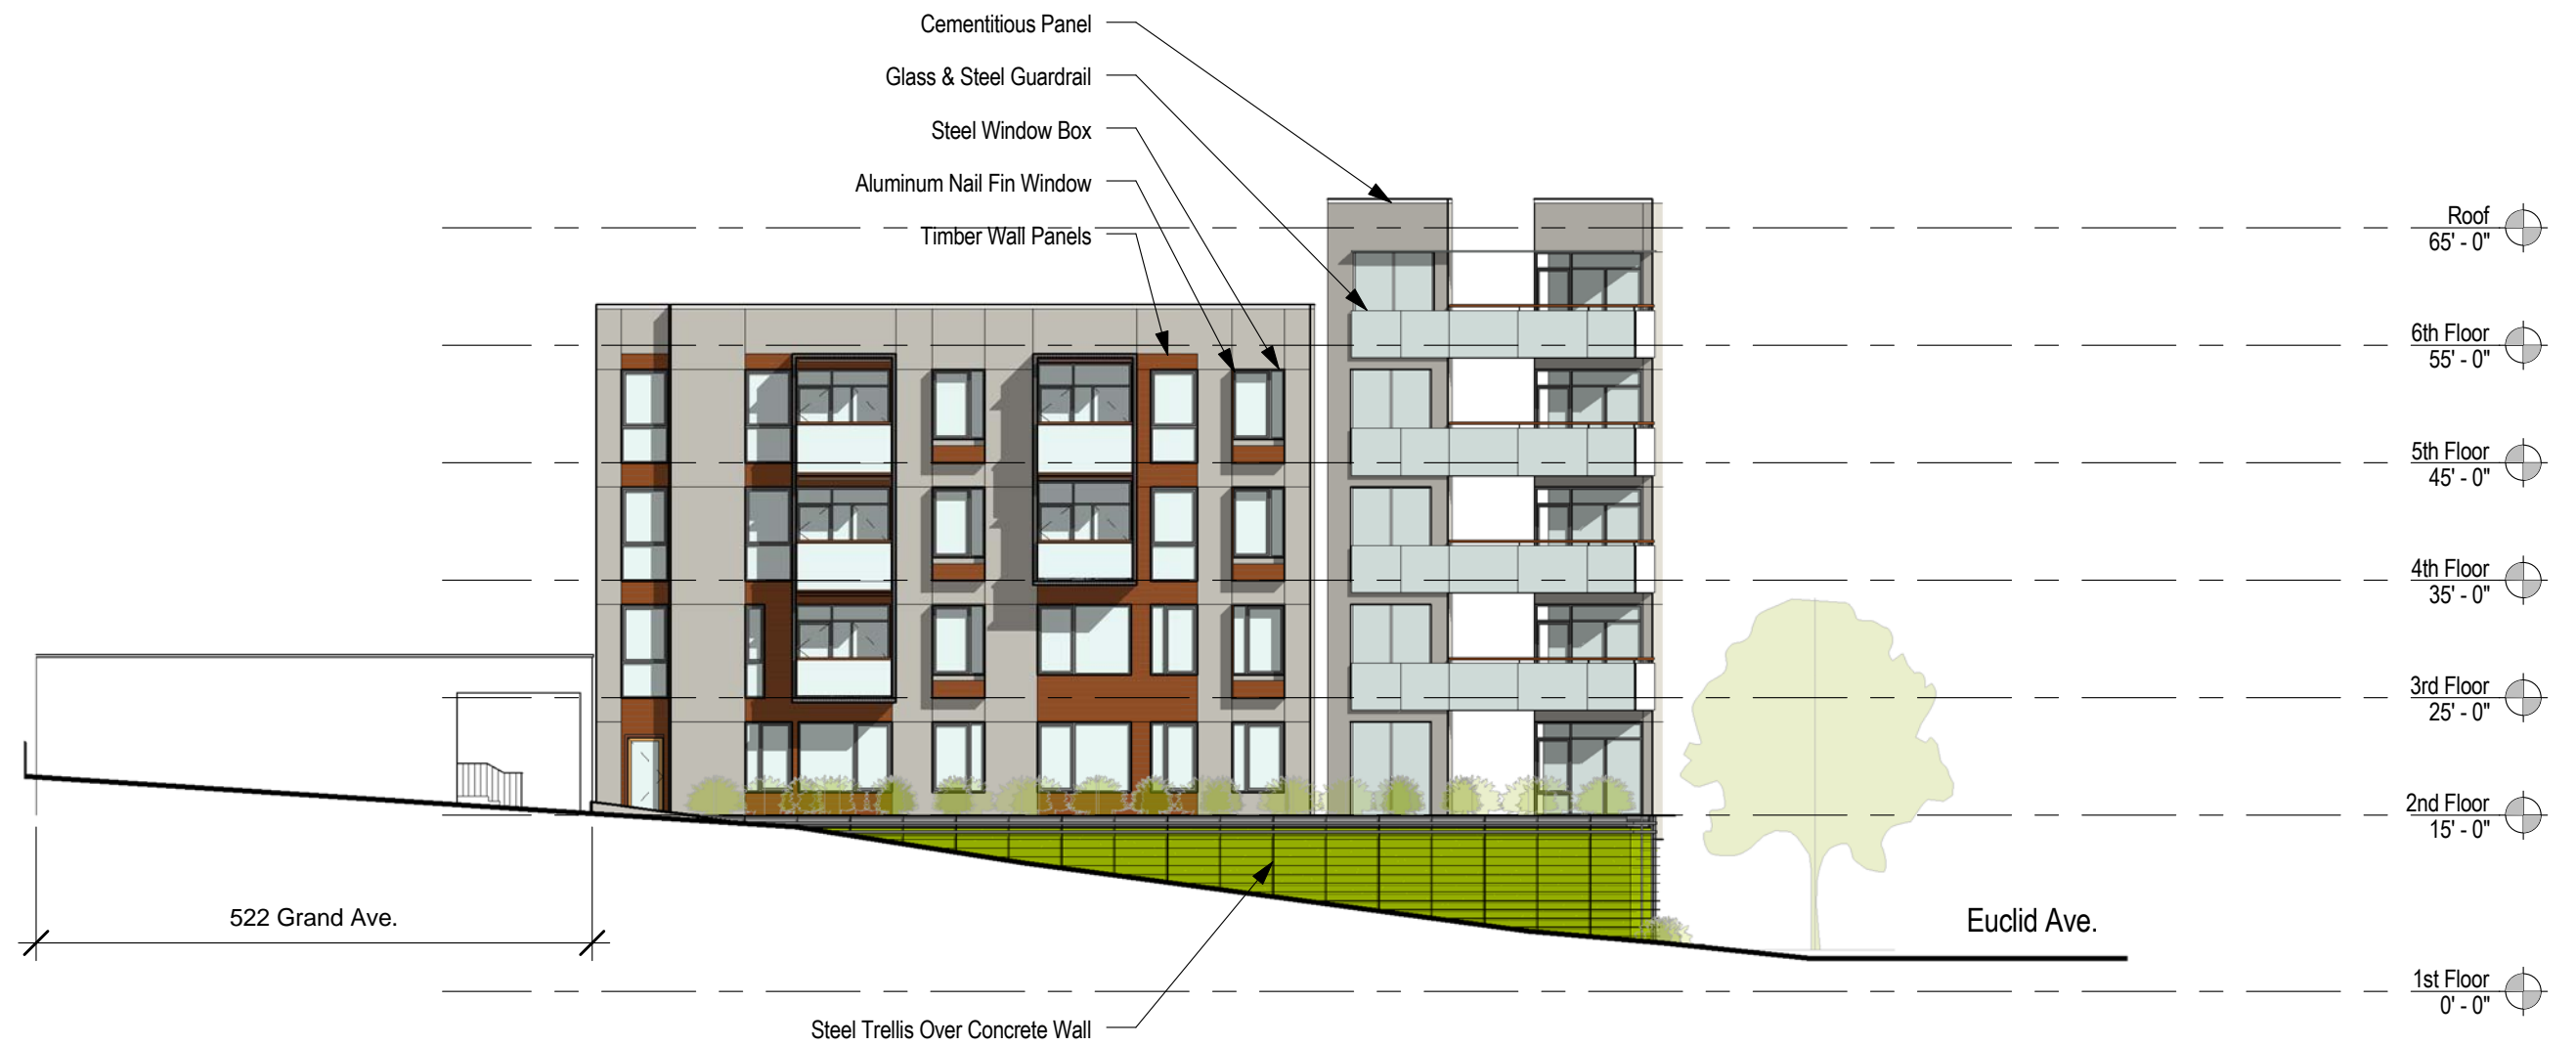 Cementitious Panel
Glass & Steel Guardrail
Steel Window Box
Aluminum Nail Fin Window
Timber Wall Panels
Roof
65' - 0"
6th Floor
55' - 0"
5th Floor
45' - 0"
4th Floor
35' - 0"
3rd Floor
25' - 0"
2nd Floor
15' - 0"
522 Grand Ave.
Euclid Ave.
1st Floor
0' - 0"
Steel Trellis Over Concrete Wall